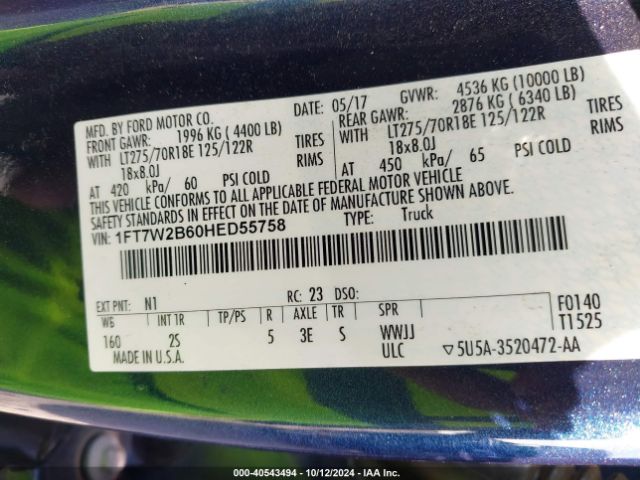 MFD. BY FORD MOTOR CO.
DATE: 05/17
GVWR: 4536 KG (10000 LB)
FRONT GAWR: 1996 KG (4400 LB)
REAR GAWR: 2876 KG (6340 LB)
WITH LT275/70R18E 125/122R TIRES
WITH LT275/70R18E 125/122R TIRES
18x8.0J RIMS
18x8.0J RIMS
AT 420 kPa/ 60 PSI COLD
AT 450 kPa/ 65 PSI COLD
THIS VEHICLE CONFORMS TO ALL APPLICABLE FEDERAL MOTOR VEHICLE
SAFETY STANDARDS IN EFFECT ON THE DATE OF MANUFACTURE SHOWN ABOVE.
VIN: 1FT7W2B60HED55758
TYPE: Truck
EXT PNT: N1
RC: 23 DSO:
F0140
WB INT TR TP/PS R AXLE TR SPR
T1525
160 2S 5 3E S WWJJ
MADE IN U.S.A.
ULC
▽5U5A-3520472-AA
000-40543494 - 10/12/2024 - IAA Inc.